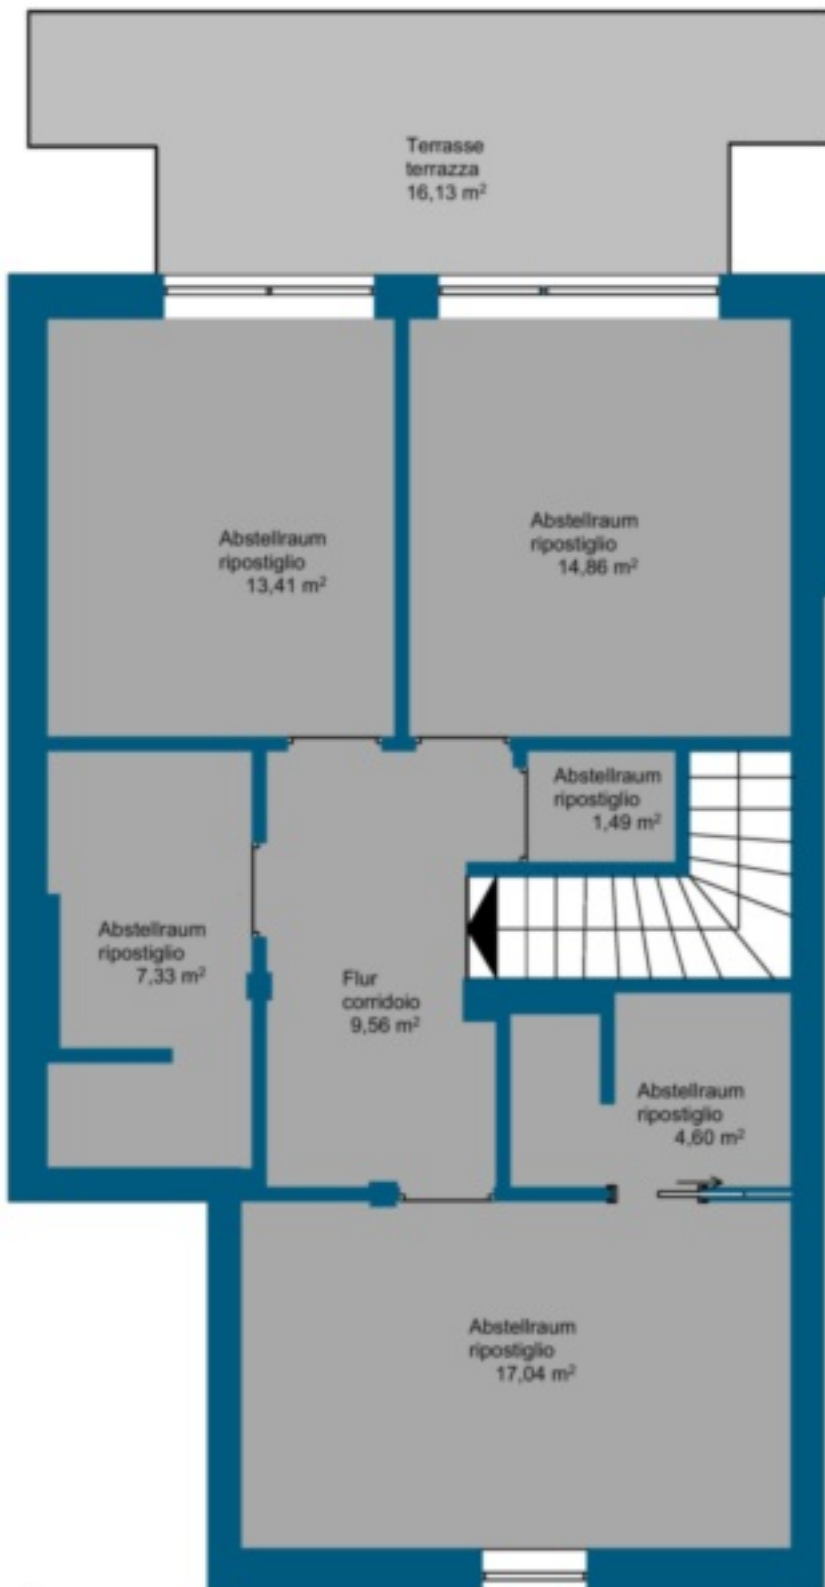 Terrasse
terrazza
16,13 m²
Abstellraum
ripostiglio
13,41 m²
Abstellraum
ripostiglio
14,86 m²
Abstellraum
ripostiglio
1,49 m²
Abstellraum
ripostiglio
7,33 m²
Flur
corridoio
9,56 m²
Abstellraum
ripostiglio
4,60 m²
Abstellraum
ripostiglio
17,04 m²